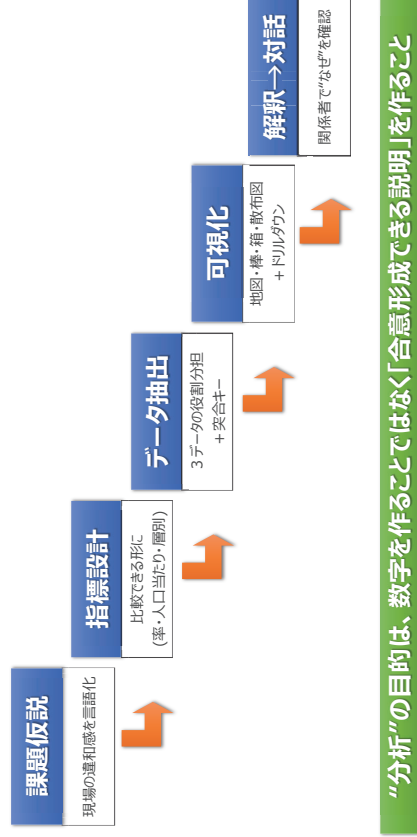 課題仮説
現場の違和感を言語化
指標設計
比較できる形に
(率・人口当たり・層別)
データ抽出
3データの役割分担
+突合キー
可視化
地図・棒・箱・散布図
+ドリルダウン
解釈→対話
関係者で“なぜ”を確認
“分析”の目的は、数字を作ることではなく「合意形成できる説明」を作ること